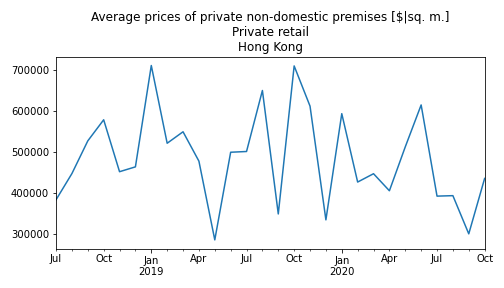 Average prices of private non-domestic premises [$|sq. m.]
Private retail
Hong Kong
700000
600000
500000
400000
300000
Jul Oct Jan Apr Jul Oct Jan Apr Jul Oct
2019 2020